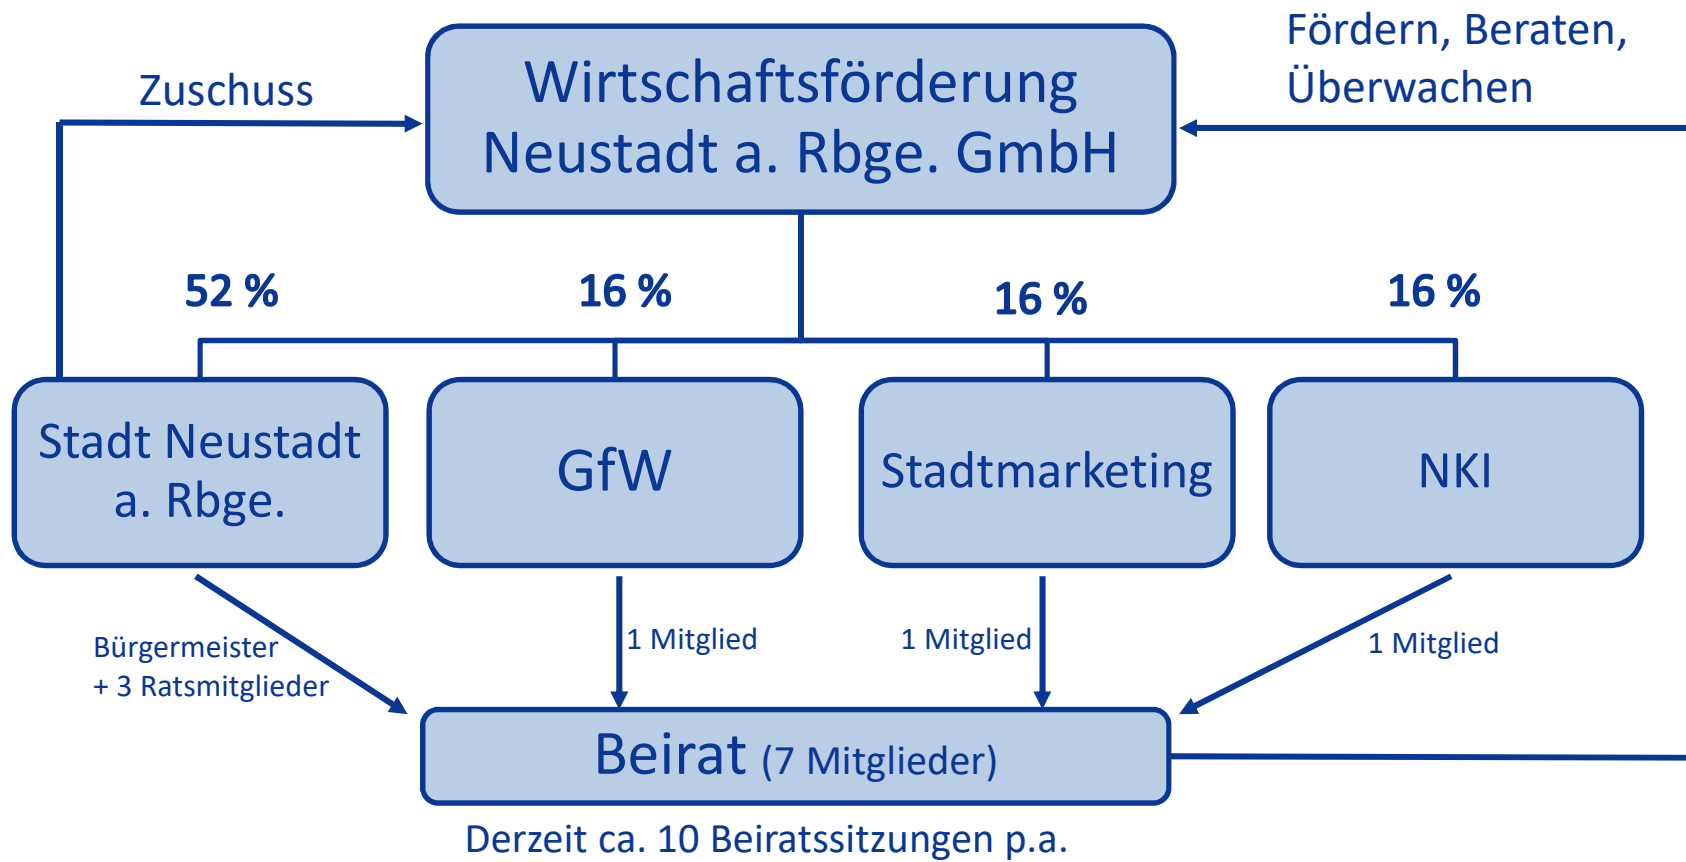 Zuschuss
Wirtschaftsförderung
Neustadt a. Rbge. GmbH
Fördern, Beraten,
Überwachen
52 %
16 %
16 %
16 %
Stadt Neustadt
a. Rbge.
GfW
Stadtmarketing
NKI
Bürgermeister
+ 3 Ratsmitglieder
1 Mitglied
1 Mitglied
1 Mitglied
Beirat (7 Mitglieder)
Derzeit ca. 10 Beiratssitzungen p.a.